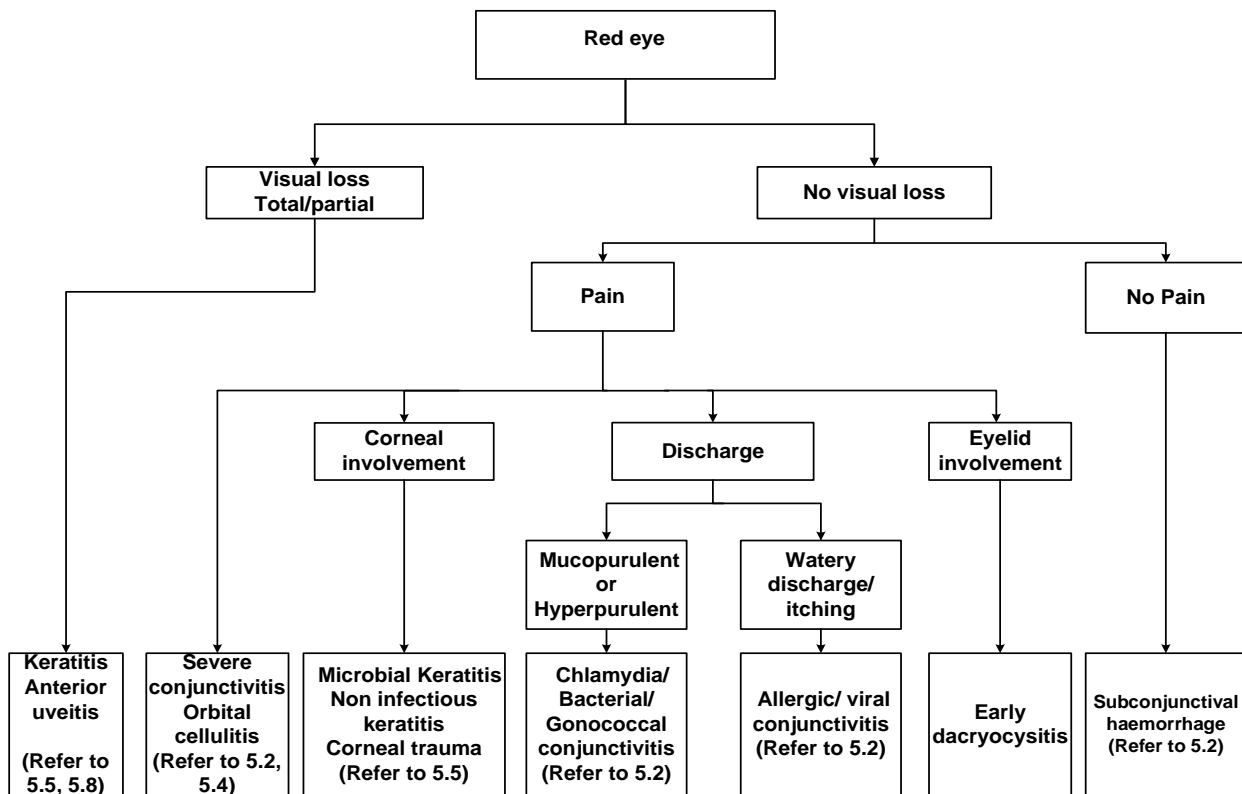 Red eye
Visual loss
Total/partial
No visual loss
Pain
No Pain
Corneal
involvement
Discharge
Eyelid
involvement
Mucopurulent
or
Hyperpurulent
Watery
discharge/
itching
Keratitis
Anterior
uveitis
(Refer to
5.5, 5.8)
Severe
conjunctivitis
Orbital
cellulitis
(Refer to 5.2,
5.4)
Microbial Keratitis
Non infectious
keratitis
Corneal trauma
(Refer to 5.5)
Chlamydia/
Bacterial/
Gonococcal
conjunctivitis
(Refer to 5.2)
Allergic/ viral
conjunctivitis
(Refer to 5.2)
Early
dacryocysitis
Subconjunctival
haemorrhage
(Refer to 5.2)